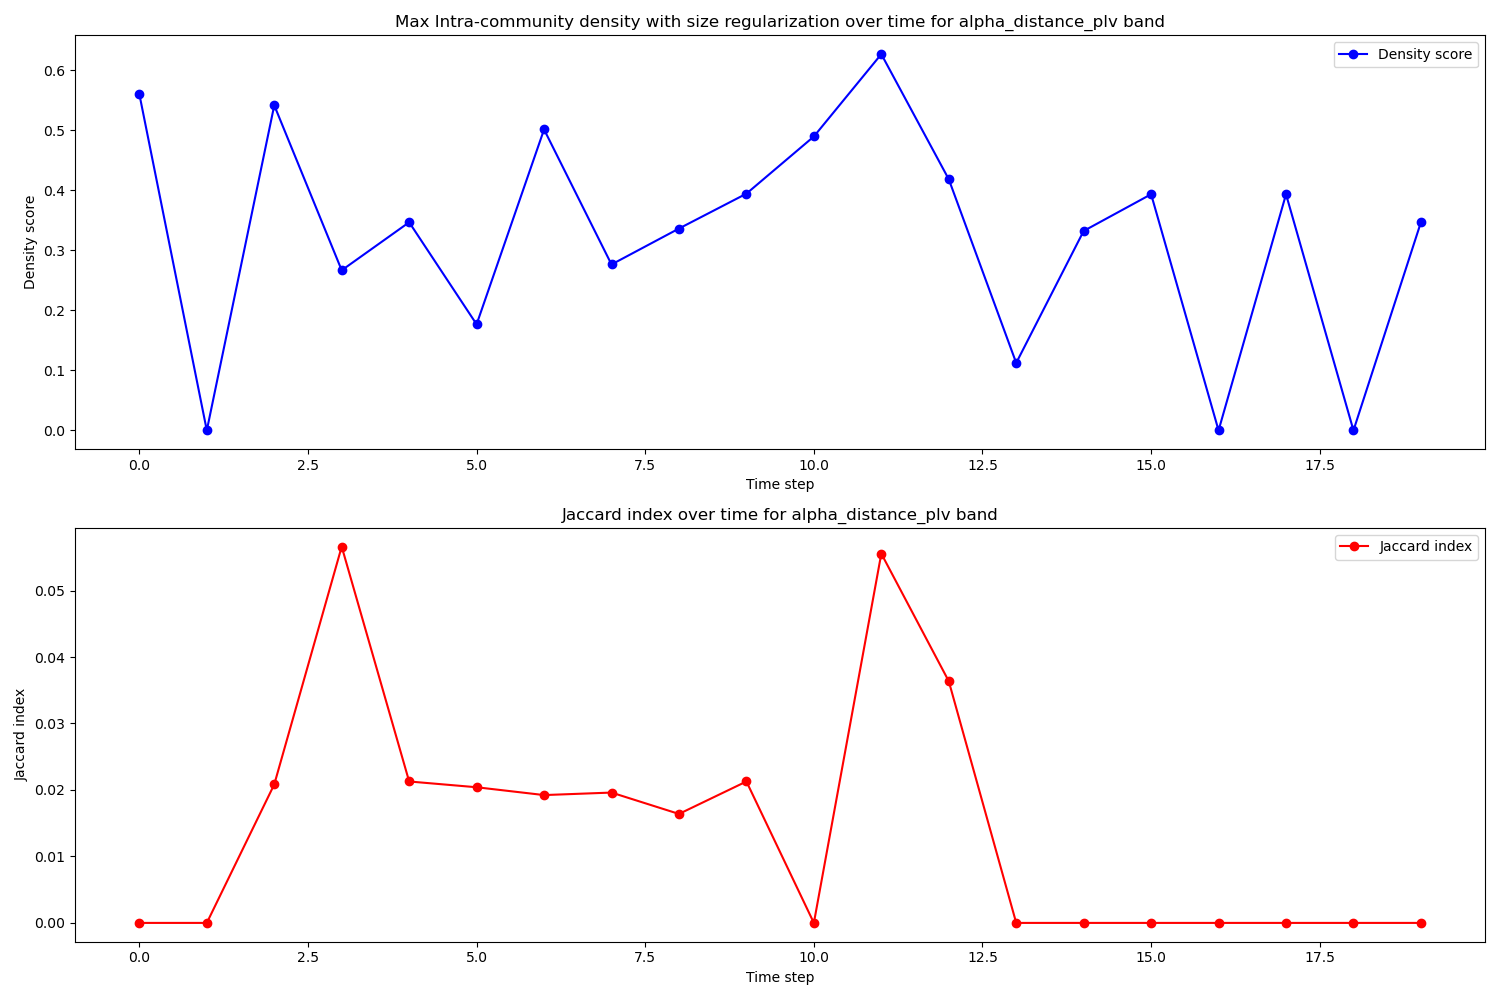 Max Intra-community density with size regularization over time for alpha_distance_plv band
Density score
0.6
0.5
0.4
0.3
0.2
0.1
0.0
Density score
0.0 2.5 5.0 7.5 10.0 12.5 15.0 17.5
Time step
Jaccard index over time for alpha_distance_plv band
Jaccard index
0.05
0.04
0.03
0.02
0.01
0.00
Jaccard index
0.0 2.5 5.0 7.5 10.0 12.5 15.0 17.5
Time step